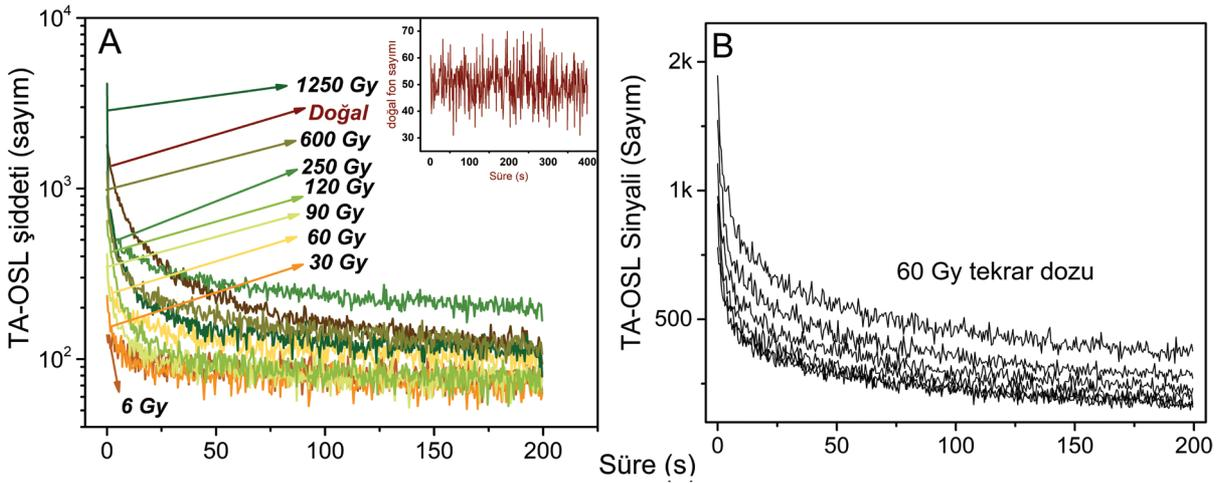 A
10⁴
10³
10²
TA-OSL şiddeti (sayım)
1250 Gy
Doğal
600 Gy
250 Gy
120 Gy
90 Gy
60 Gy
30 Gy
6 Gy
0 50 100 150 200
doğal fon sayımı
70
60
50
40
30
0 100 200 300 400
Süre (s)
B
TA-OSL Sinyali (Sayım)
2k
1k
500
60 Gy tekrar dozu
0 50 100 150 200
Süre (s)